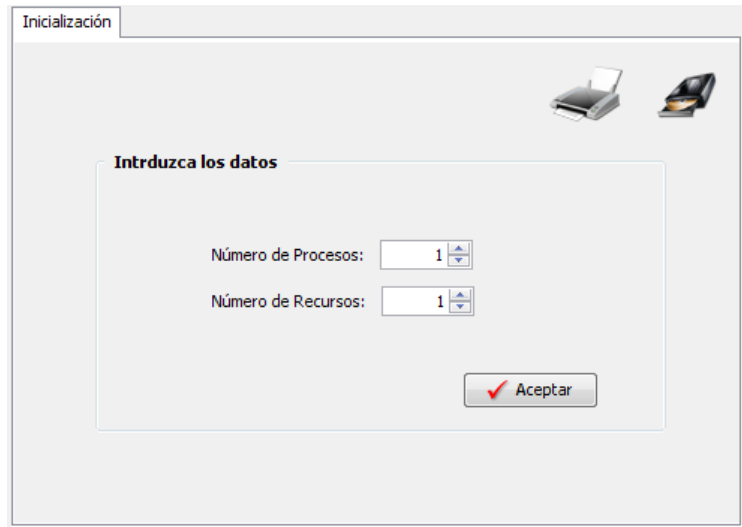 Inicialización
Intrduzca los datos
Número de Procesos: 1
Número de Recursos: 1
Aceptar